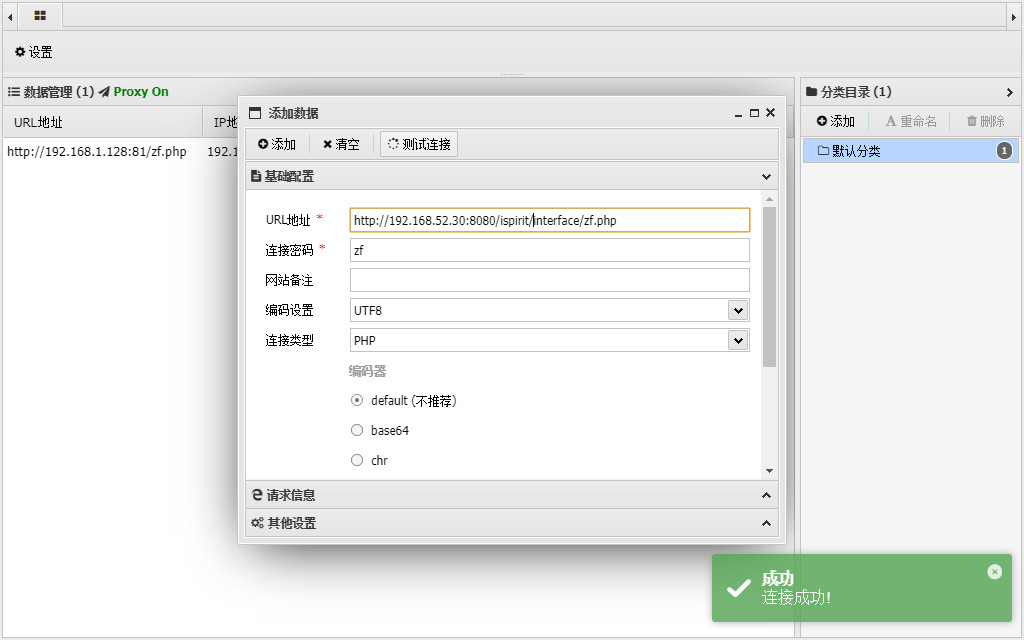 设置
数据管理 (1) Proxy On
URL地址
IP地
http://192.168.1.128:81/zf.php
192.1
添加数据
添加
清空
测试连接
基础配置
URL地址 *
http://192.168.52.30:8080/ispirit/interface/zf.php
连接密码 *
zf
网站备注
编码设置
UTF8
连接类型
PHP
编码器
default (不推荐)
base64
chr
请求信息
其他设置
分类目录 (1)
添加
A 重命名
删除
默认分类
1
成功
连接成功!